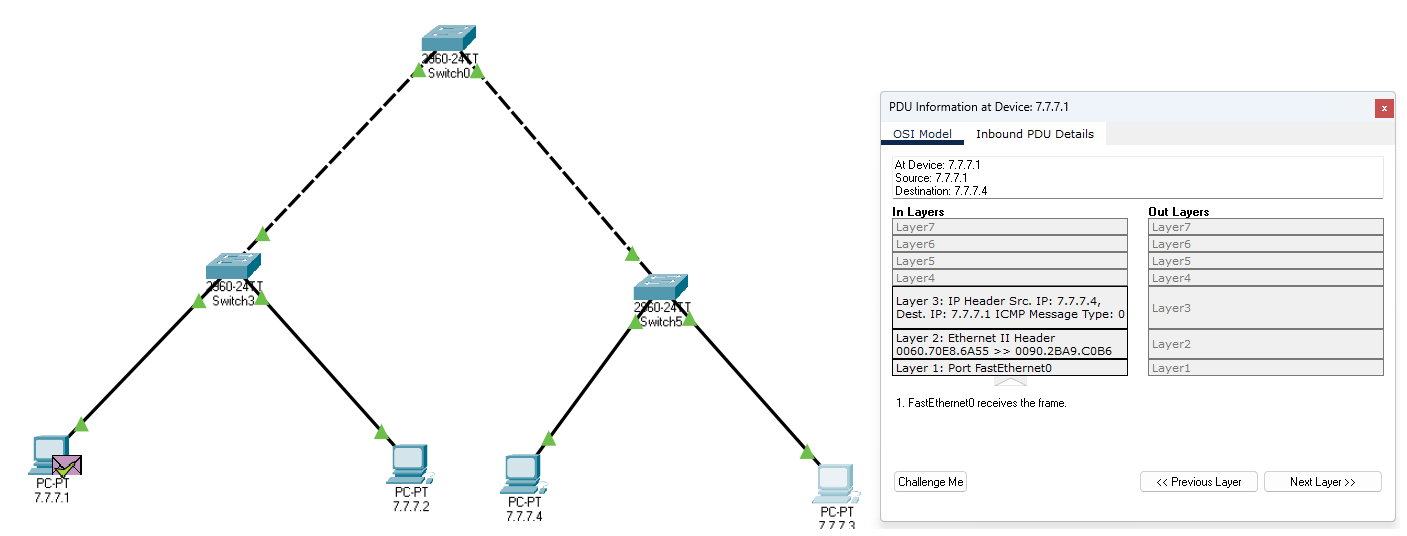 2960-24TT
Switch0
2960-24TT
Switch3
2960-24TT
Switch5
PC-PT
7.7.7.1
PC-PT
7.7.7.2
PC-PT
7.7.7.4
PC-PT
7.7.7.3
PDU Information at Device: 7.7.7.1
x
OSI Model
Inbound PDU Details
At Device: 7.7.7.1
Source: 7.7.7.1
Destination: 7.7.7.4
In Layers
Layer7
Layer6
Layer5
Layer4
Layer 3: IP Header Src. IP: 7.7.7.4,
Dest. IP: 7.7.7.1 ICMP Message Type: 0
Layer 2: Ethernet II Header
0060.70E8.6A55 >> 0090.2BA9.C0B6
Layer 1: Port FastEthernet0
Out Layers
Layer7
Layer6
Layer5
Layer4
Layer3
Layer2
Layer1
1. FastEthernet0 receives the frame.
Challenge Me
<< Previous Layer
Next Layer >>